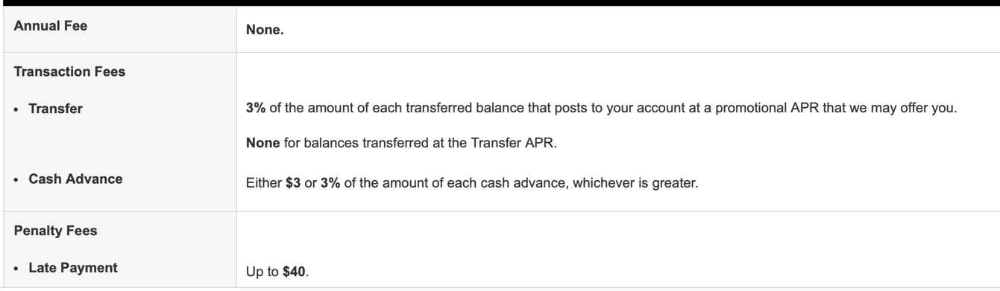 Annual Fee
None.
Transaction Fees
• Transfer
3% of the amount of each transferred balance that posts to your account at a promotional APR that we may offer you.
None for balances transferred at the Transfer APR.
• Cash Advance
Either $3 or 3% of the amount of each cash advance, whichever is greater.
Penalty Fees
• Late Payment
Up to $40.